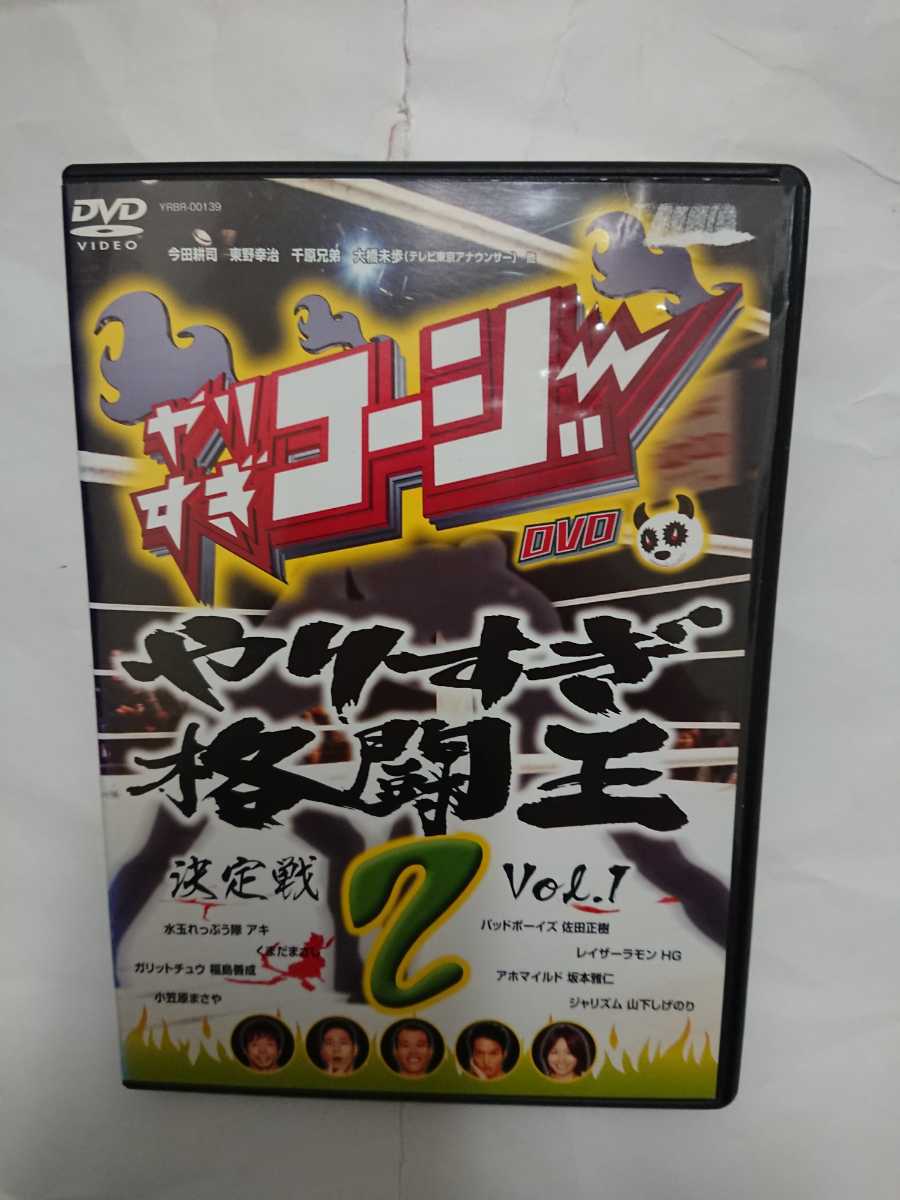 DVD
VIDEO
YRBR-00139
今田耕司 東野幸治 千原兄弟 大橋未歩(テレビ東京アナウンサー) 他
やり
すぎ
コージー
DVD
やりすぎ
格闘王
決定戦
2
Vol.1
水玉れっぷう隊 アキ
くまだまさし
ガリットチュウ 福島善成
小笠原まさや
バッドボーイズ 佐田正樹
レイザーラモン HG
アホマイルド 坂本雅仁
ジャリズム 山下しげのり